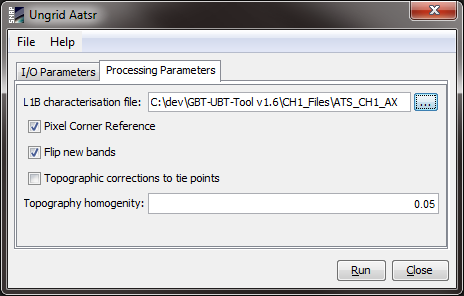 SNAP Ungrid Aatsr
File Help
I/O Parameters Processing Parameters
L1B characterisation file: C:\dev\GBT-UBT-Tool v1.6\CH1_Files\ATS_CH1_AX ...
Pixel Corner Reference
Flip new bands
Topographic corrections to tie points
Topography homogenity: 0.05
Run Close